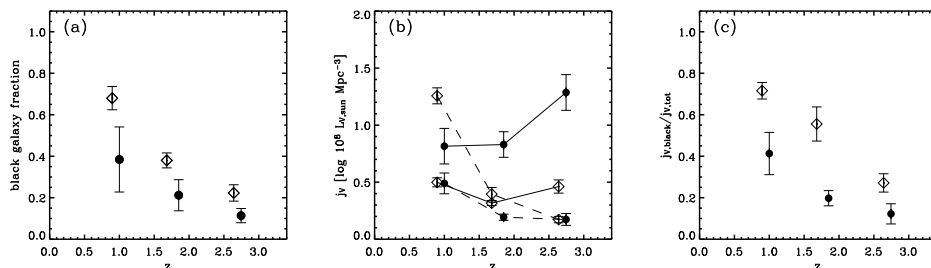 (a)
black galaxy fraction
1.0
0.8
0.6
0.4
0.2
0.0
0.0 0.5 1.0 1.5 2.0 2.5 3.0
z
(b)
jV [log 10^8 LV,sun Mpc^-3]
2.0
1.5
1.0
0.5
0.0
0.0 0.5 1.0 1.5 2.0 2.5 3.0
z
(c)
jV,black/jV,tot
1.0
0.8
0.6
0.4
0.2
0.0
0.0 0.5 1.0 1.5 2.0 2.5 3.0
z